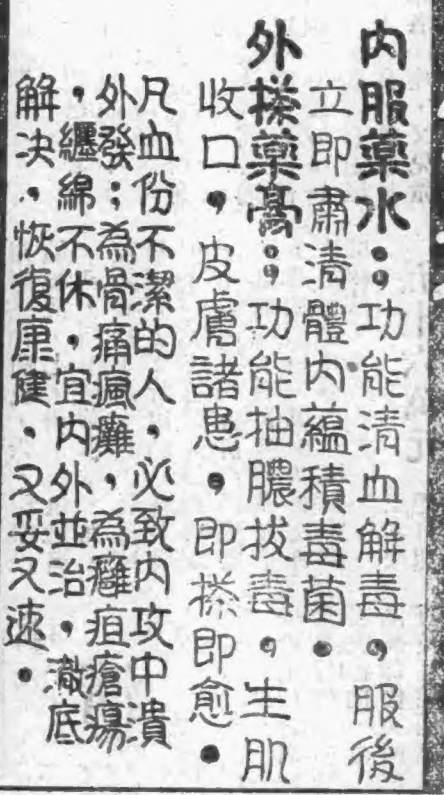 內服藥水：功能清血解毒，服後
立即肅清體內蘊積毒菌。
外搽藥膏：功能抽膿拔毒，生肌
收口，皮膚諸患，即搽即愈。
凡血份不潔的人，必致內攻中潰
外發；為骨痛瘋癱，為癰疽瘡瘍
，纒綿不休，宜內外並治，澈底
解決，恢復康健，又妥又速。